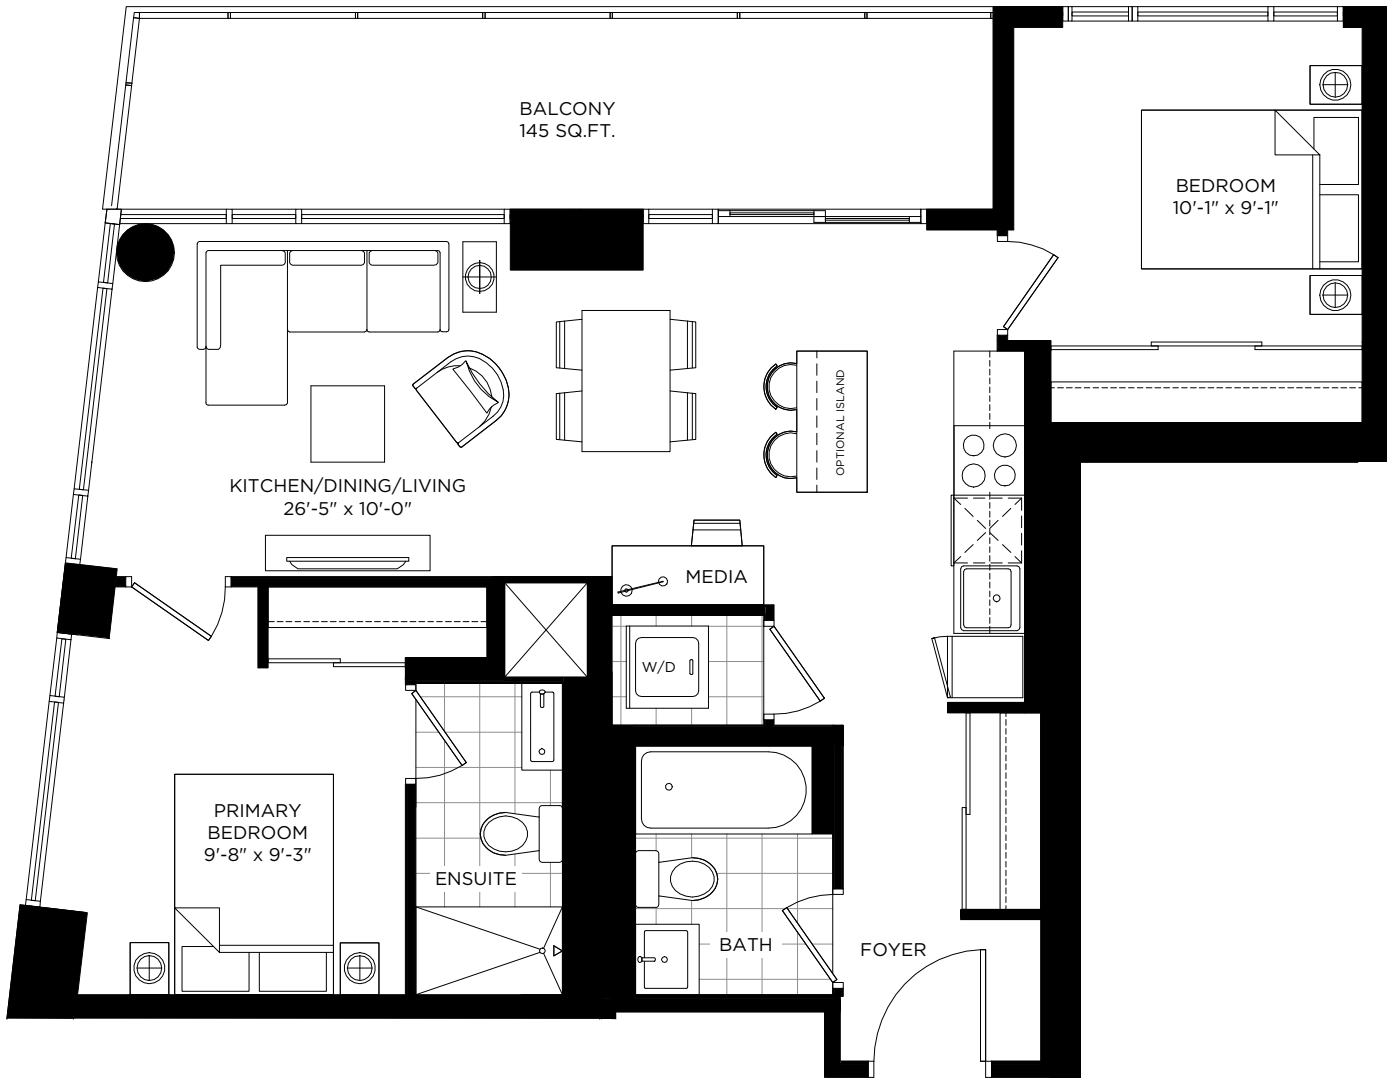 BALCONY
145 SQ.FT.
BEDROOM
10'-1" x 9'-1"
OPTIONAL ISLAND
KITCHEN/DINING/LIVING
26'-5" x 10'-0"
MEDIA
W/D
PRIMARY
BEDROOM
9'-8" x 9'-3"
ENSUITE
BATH
FOYER